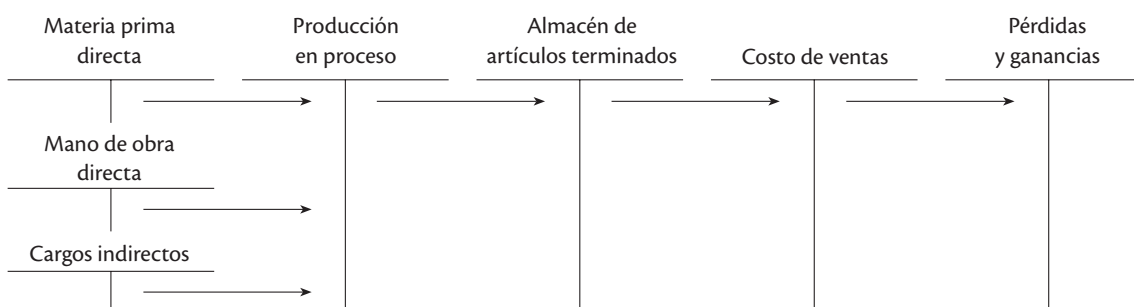 Materia prima
directa
Producción
en proceso
Almacén de
artículos terminados
Costo de ventas
Pérdidas
y ganancias
Mano de obra
directa
Cargos indirectos